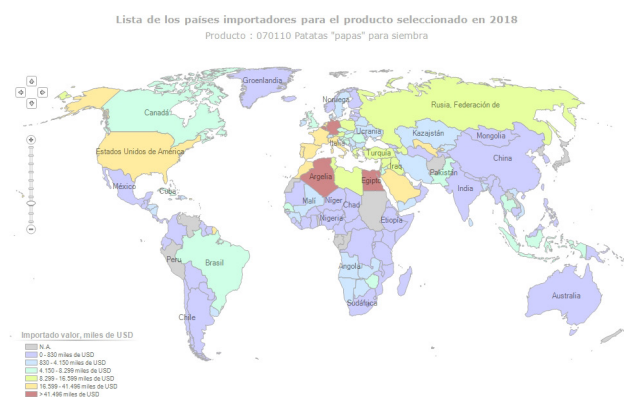 Lista de los países importadores para el producto seleccionado en 2018
Producto : 070110 Patatas "papas" para siembra
Groenlandia
Noruega
Rusia, Federación de
Canadá
Ucrania
Kazajstán
Mongolia
Estados Unidos de América
Italia
Turquía
China
Iraq
México
Cuba
Argelia
Egipto
Pakistán
India
Malí
Níger
Chad
Nigeria
Etiopía
Perú
Brasil
Angola
Australia
Chile
Sudáfrica
Importado valor, miles de USD
N.A.
0 - 830 miles de USD
830 - 4.150 miles de USD
4.150 - 8.299 miles de USD
8.299 - 16.599 miles de USD
16.599 - 41.496 miles de USD
> 41.496 miles de USD